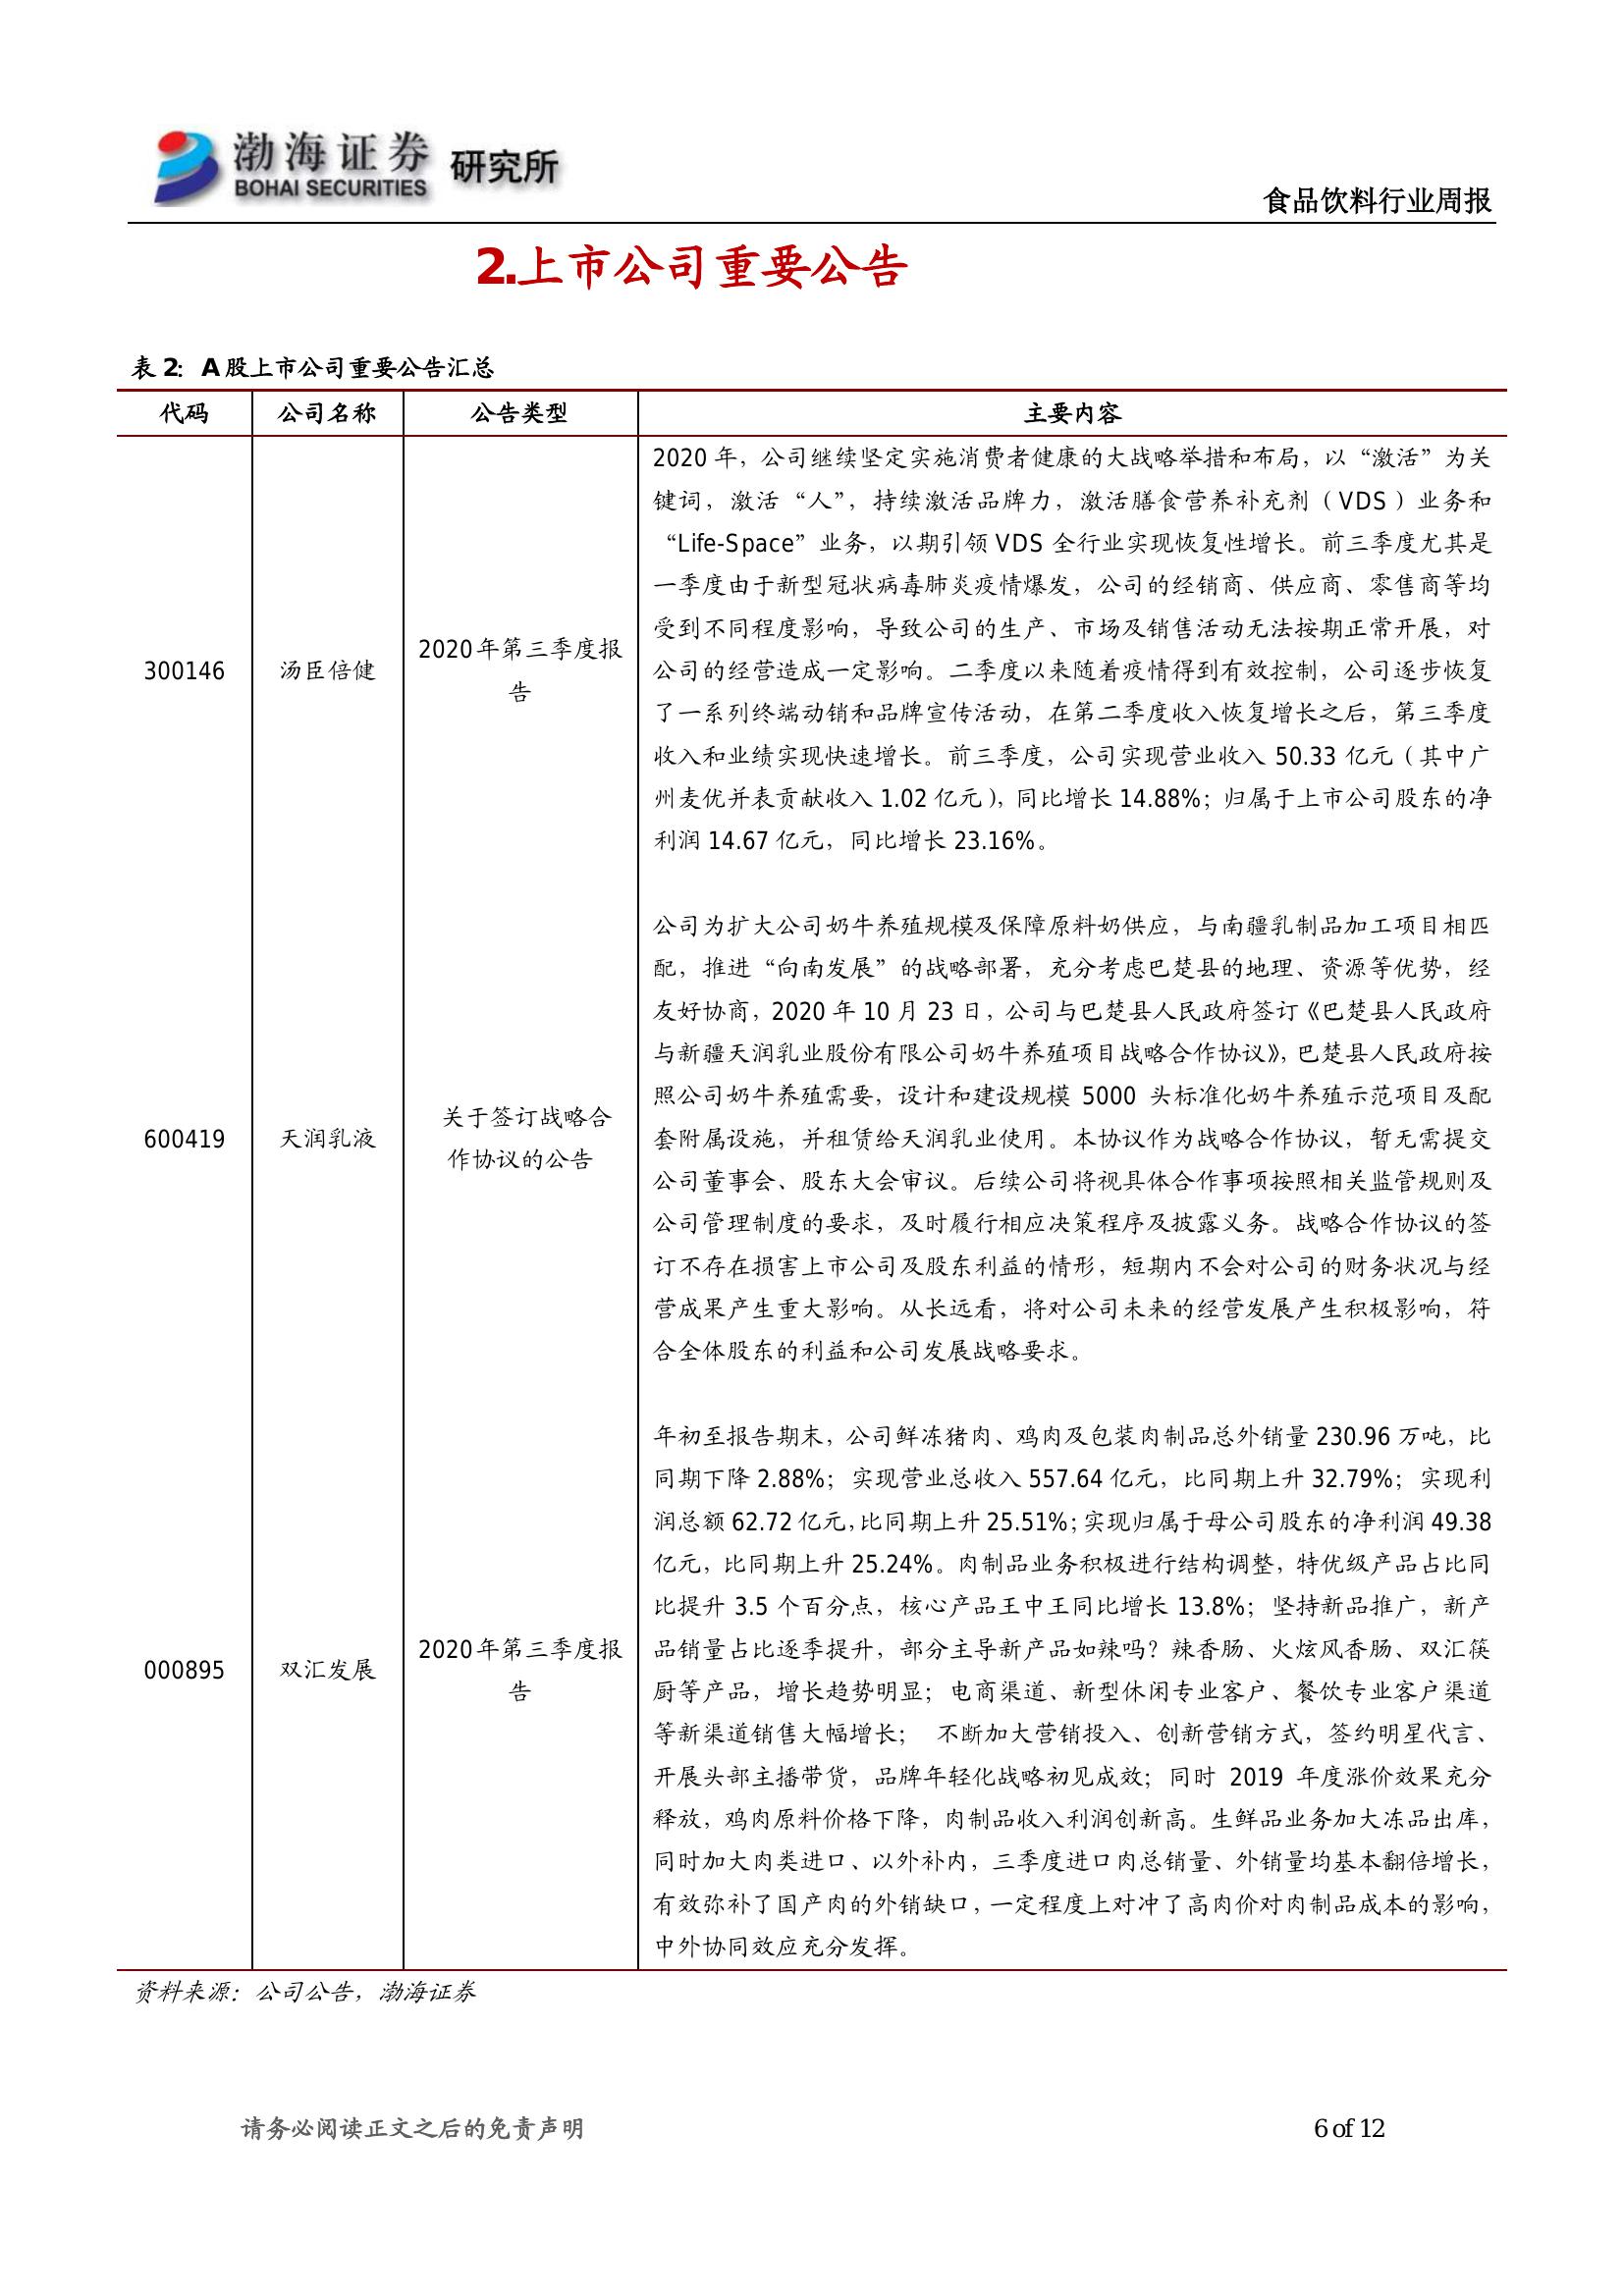 渤海证券 研究所
BOHAI SECURITIES
食品饮料行业周报
2.上市公司重要公告
表 2: A 股上市公司重要公告汇总
代码 公司名称 公告类型 主要内容
300146 汤臣倍健 2020年第三季度报
告
2020 年，公司继续坚定实施消费者健康的大战略举措和布局，以“激活”为关
键词，激活“人”，持续激活品牌力，激活膳食营养补充剂（VDS）业务和
“Life-Space”业务，以期引领 VDS 全行业实现恢复性增长。前三季度尤其是
一季度由于新型冠状病毒肺炎疫情爆发，公司的经销商、供应商、零售商等均
受到不同程度影响，导致公司的生产、市场及销售活动无法按期正常开展，对
公司的经营造成一定影响。二季度以来随着疫情得到有效控制，公司逐步恢复
了一系列终端动销和品牌宣传活动，在第二季度收入恢复增长之后，第三季度
收入和业绩实现快速增长。前三季度，公司实现营业收入 50.33 亿元（其中广
州麦优并表贡献收入 1.02 亿元），同比增长 14.88%；归属于上市公司股东的净
利润 14.67 亿元，同比增长 23.16%。
600419 天润乳液 关于签订战略合
作协议的公告
公司为扩大公司奶牛养殖规模及保障原料奶供应，与南疆乳制品加工项目相匹
配，推进“向南发展”的战略部署，充分考虑巴楚县的地理、资源等优势，经
友好协商，2020 年 10 月 23 日，公司与巴楚县人民政府签订《巴楚县人民政府
与新疆天润乳业股份有限公司奶牛养殖项目战略合作协议》，巴楚县人民政府按
照公司奶牛养殖需要，设计和建设规模 5000 头标准化奶牛养殖示范项目及配
套附属设施，并租赁给天润乳业使用。本协议作为战略合作协议，暂无需提交
公司董事会、股东大会审议。后续公司将视具体合作事项按照相关监管规则及
公司管理制度的要求，及时履行相应决策程序及披露义务。战略合作协议的签
订不存在损害上市公司及股东利益的情形，短期内不会对公司的财务状况与经
营成果产生重大影响。从长远看，将对公司未来的经营发展产生积极影响，符
合全体股东的利益和公司发展战略要求。
000895 双汇发展 2020年第三季度报
告
年初至报告期末，公司鲜冻猪肉、鸡肉及包装肉制品总外销量 230.96 万吨，比
同期下降 2.88%；实现营业总收入 557.64 亿元，比同期上升 32.79%；实现利
润总额 62.72 亿元，比同期上升 25.51%；实现归属于母公司股东的净利润 49.38
亿元，比同期上升 25.24%。肉制品业务积极进行结构调整，特优级产品占比同
比提升 3.5 个百分点，核心产品王中王同比增长 13.8%；坚持新品推广，新产
品销量占比逐季提升，部分主导新产品如辣吗？辣香肠、火炫风香肠、双汇筷
厨等产品，增长趋势明显；电商渠道、新型休闲专业客户、餐饮专业客户渠道
等新渠道销售大幅增长； 不断加大营销投入、创新营销方式，签约明星代言、
开展头部主播带货，品牌年轻化战略初见成效；同时 2019 年度涨价效果充分
释放，鸡肉原料价格下降，肉制品收入利润创新高。生鲜品业务加大冻品出库，
同时加大肉类进口、以外补内，三季度进口肉总销量、外销量均基本翻倍增长，
有效弥补了国产肉的外销缺口，一定程度上对冲了高肉价对肉制品成本的影响，
中外协同效应充分发挥。
资料来源：公司公告，渤海证券
请务必阅读正文之后的免责声明 6 of 12